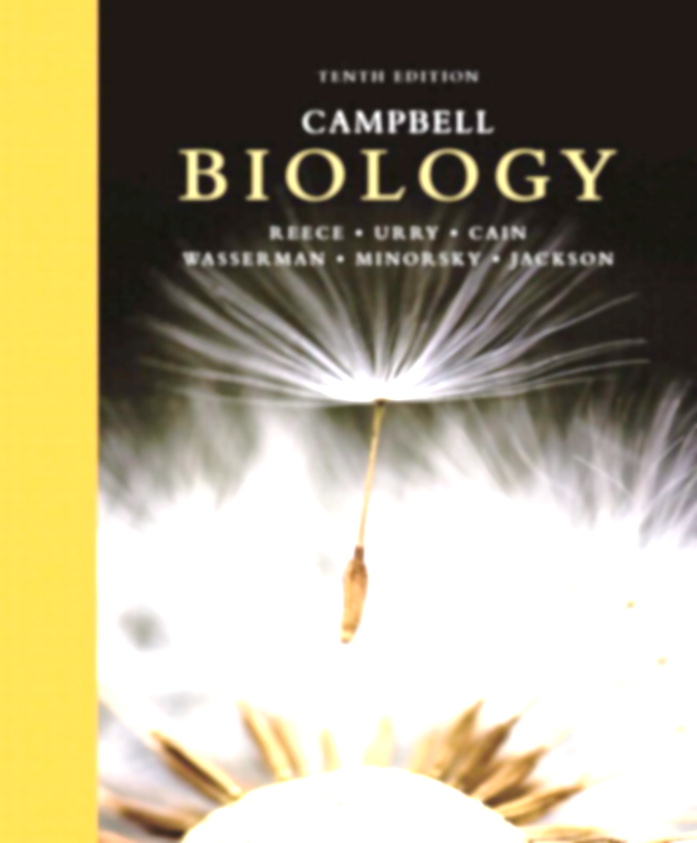 TENTH EDITION
CAMPBELL
BIOLOGY
REECE • URRY • CAIN
WASSERMAN • MINORSKY • JACKSON